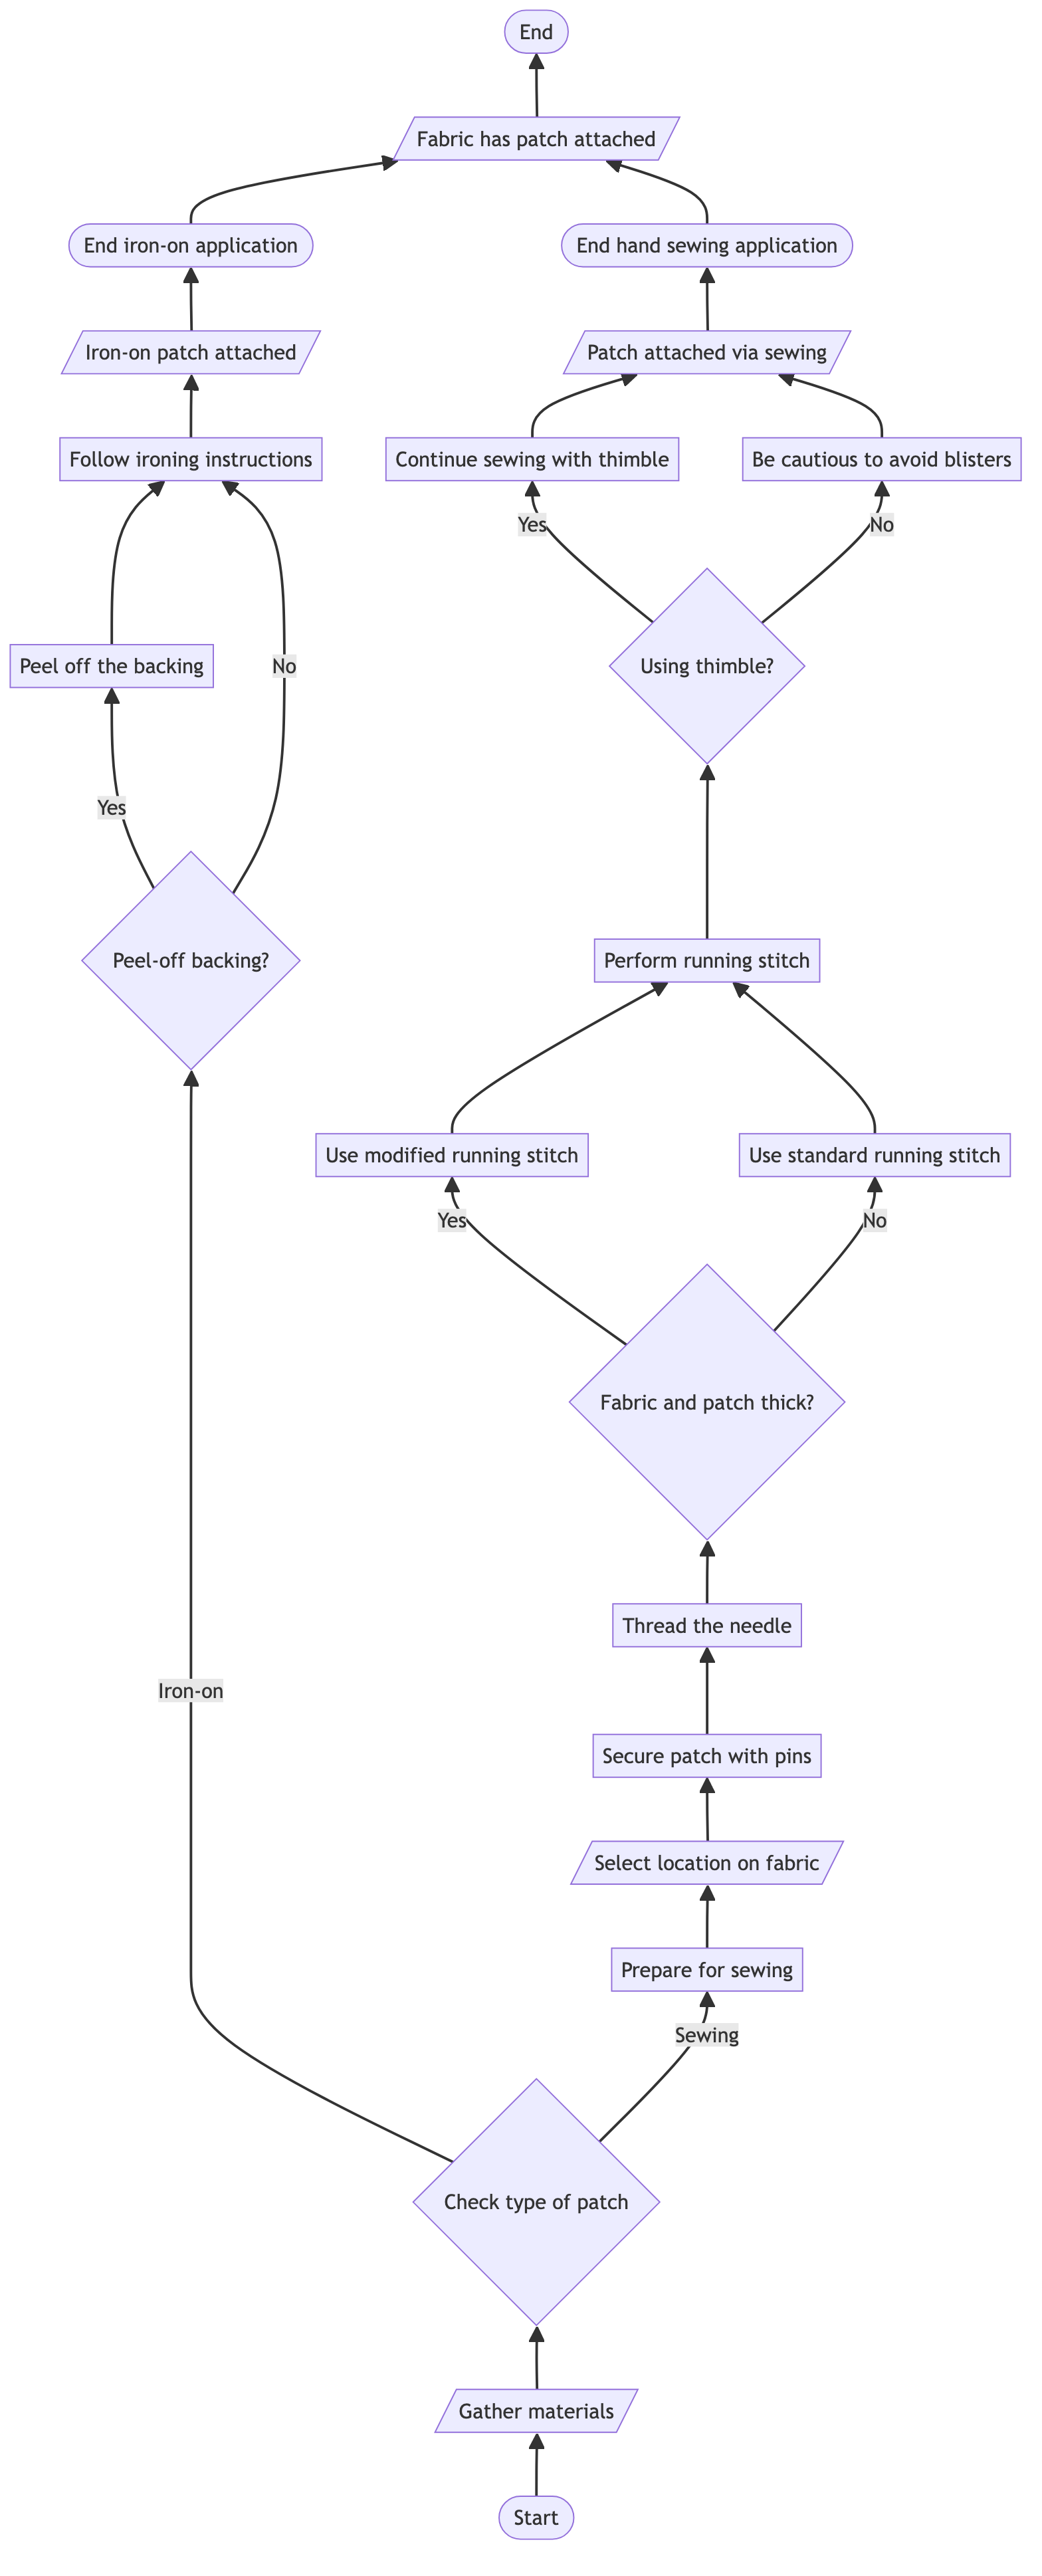 End
Fabric has patch attached
End iron-on application
End hand sewing application
Iron-on patch attached
Patch attached via sewing
Follow ironing instructions
Continue sewing with thimble
Be cautious to avoid blisters
Yes
No
Peel off the backing
No
Using thimble?
Yes
Peel-off backing?
Perform running stitch
Use modified running stitch
Use standard running stitch
Yes
No
Fabric and patch thick?
Thread the needle
Iron-on
Secure patch with pins
Select location on fabric
Prepare for sewing
Sewing
Check type of patch
Gather materials
Start